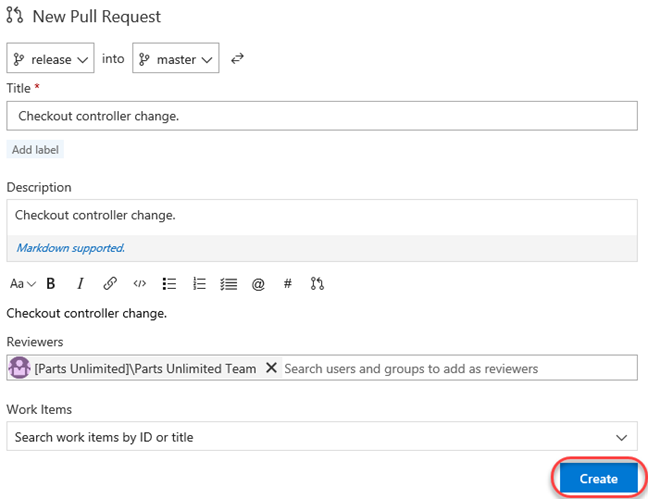 New Pull Request
release into master
Title *
Checkout controller change.
Add label
Description
Checkout controller change.
Markdown supported.
Aa B I </> @ #
Checkout controller change.
Reviewers
[Parts Unlimited]\Parts Unlimited Team X Search users and groups to add as reviewers
Work Items
Search work items by ID or title
Create